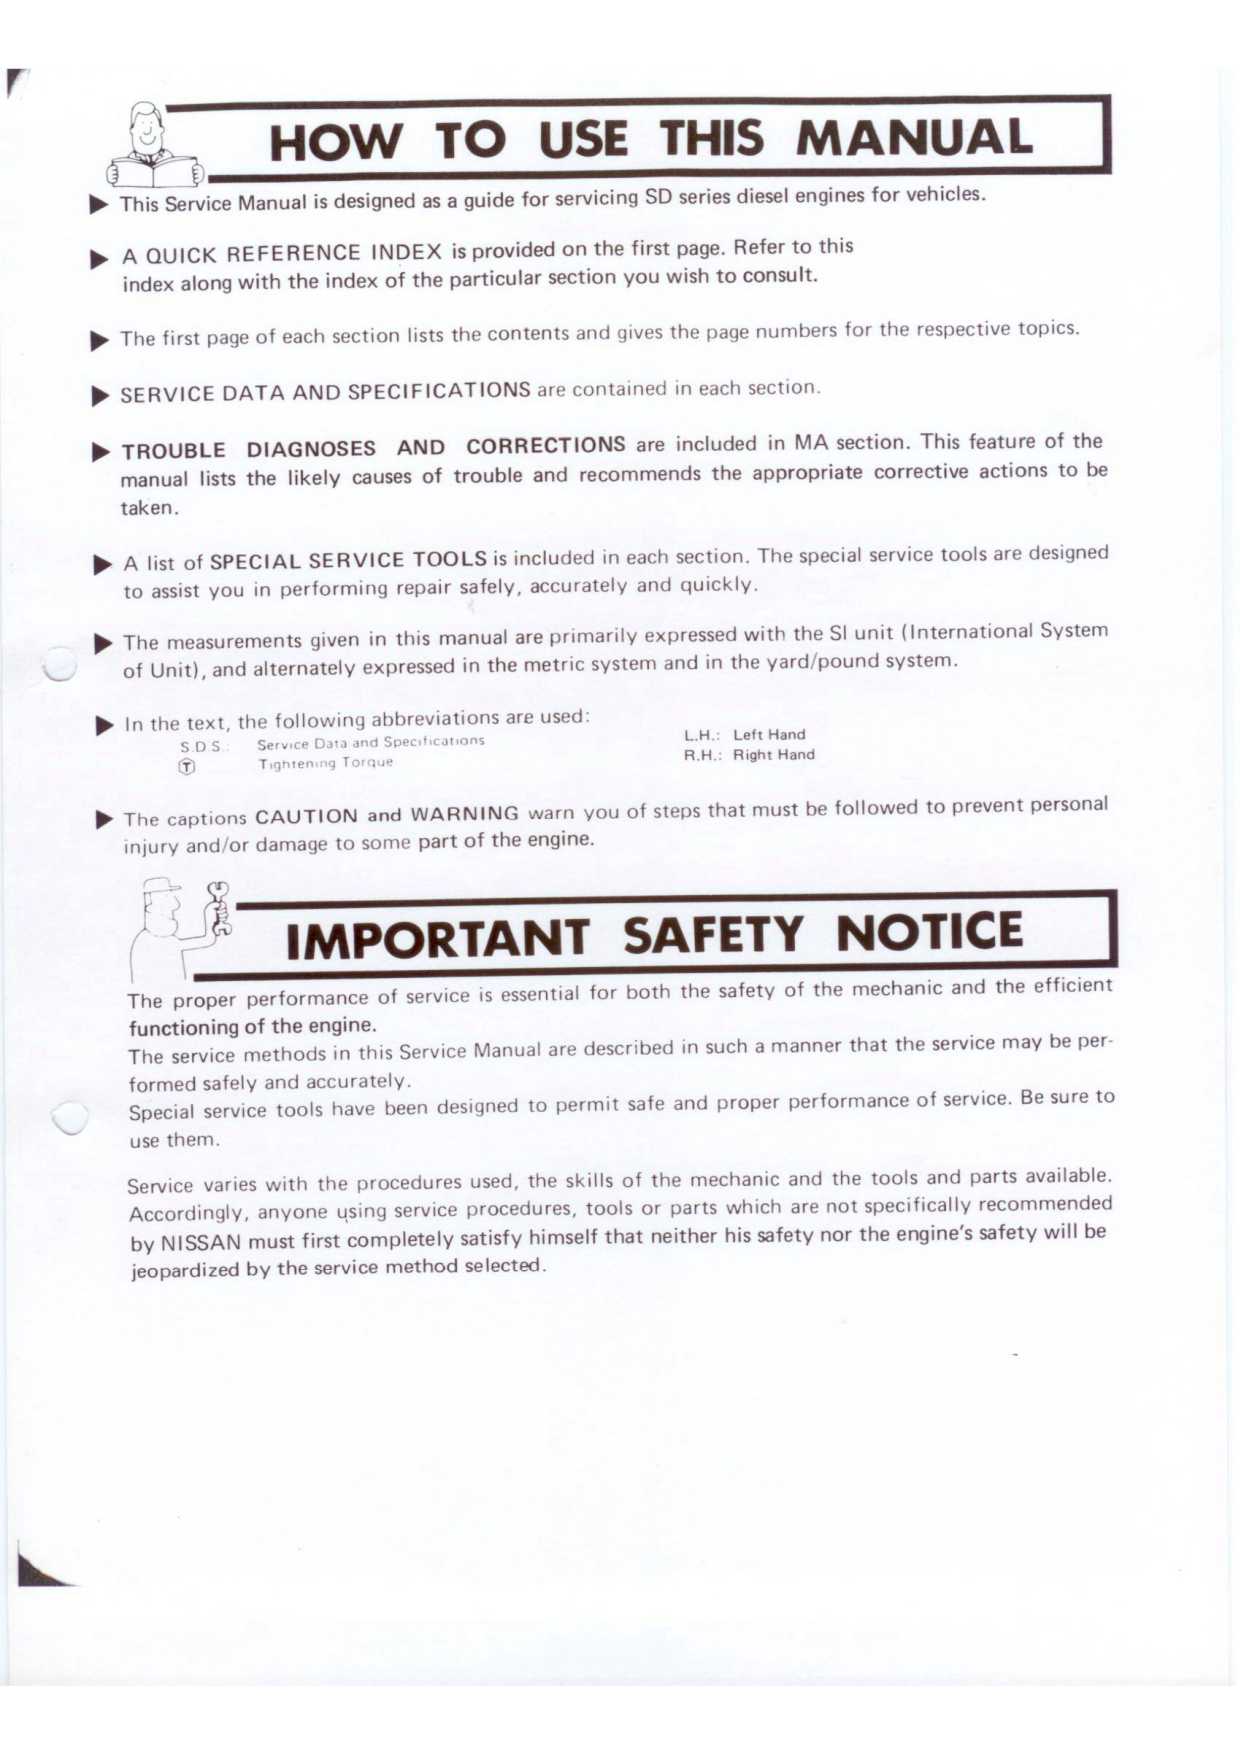 HOW TO USE THIS MANUAL
▶ This Service Manual is designed as a guide for servicing SD series diesel engines for vehicles.
▶ A QUICK REFERENCE INDEX is provided on the first page. Refer to this
index along with the index of the particular section you wish to consult.
▶ The first page of each section lists the contents and gives the page numbers for the respective topics.
▶ SERVICE DATA AND SPECIFICATIONS are contained in each section.
▶ TROUBLE DIAGNOSES AND CORRECTIONS are included in MA section. This feature of the
manual lists the likely causes of trouble and recommends the appropriate corrective actions to be
taken.
▶ A list of SPECIAL SERVICE TOOLS is included in each section. The special service tools are designed
to assist you in performing repair safely, accurately and quickly.
▶ The measurements given in this manual are primarily expressed with the SI unit (International System
of Unit), and alternately expressed in the metric system and in the yard/pound system.
▶ In the text, the following abbreviations are used:
S.D.S.: Service Data and Specifications L.H.: Left Hand
Ⓣ Tightening Torque R.H.: Right Hand
▶ The captions CAUTION and WARNING warn you of steps that must be followed to prevent personal
injury and/or damage to some part of the engine.
IMPORTANT SAFETY NOTICE
The proper performance of service is essential for both the safety of the mechanic and the efficient
functioning of the engine.
The service methods in this Service Manual are described in such a manner that the service may be per-
formed safely and accurately.
Special service tools have been designed to permit safe and proper performance of service. Be sure to
use them.
Service varies with the procedures used, the skills of the mechanic and the tools and parts available.
Accordingly, anyone using service procedures, tools or parts which are not specifically recommended
by NISSAN must first completely satisfy himself that neither his safety nor the engine's safety will be
jeopardized by the service method selected.